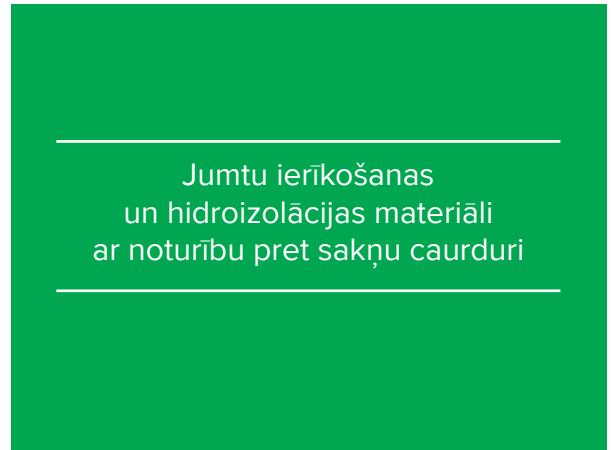 Jumtu ierīkošanas
un hidroizolācijas materiāli
ar noturību pret sakņu caurduri